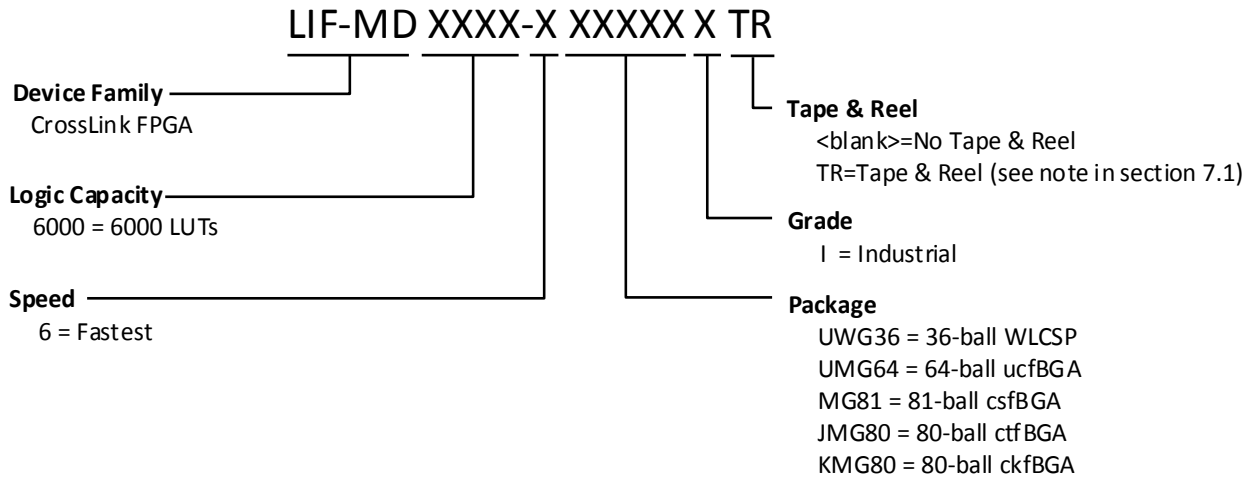 LIF-MD XXXX-X XXXXX X TR
Device Family
CrossLink FPGA
Logic Capacity
6000 = 6000 LUTs
Speed
6 = Fastest
Tape & Reel
<blank>=No Tape & Reel
TR=Tape & Reel (see note in section 7.1)
Grade
I = Industrial
Package
UWG36 = 36-ball WLCSP
UMG64 = 64-ball ucfBGA
MG81 = 81-ball csfBGA
JMG80 = 80-ball ctfBGA
KMG80 = 80-ball ckfBGA